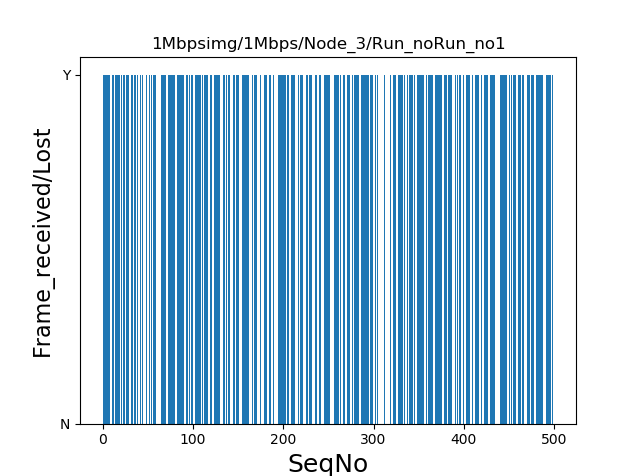 1Mbpsimg/1Mbps/Node_3/Run_noRun_no1
Y
Frame_received/Lost
N
0 100 200 300 400 500
SeqNo